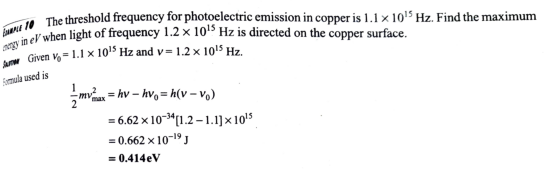 EXAMPLE 10 The threshold frequency for photoelectric emission in copper is 1.1 × 10¹⁵ Hz. Find the maximum
energy in eV when light of frequency 1.2 × 10¹⁵ Hz is directed on the copper surface.
Given ν₀ = 1.1 × 10¹⁵ Hz and ν = 1.2 × 10¹⁵ Hz.
Formula used is
1/2 mv²max = hν – hν₀ = h(ν – ν₀)
= 6.62 × 10⁻³⁴[1.2 – 1.1] × 10¹⁵
= 0.662 × 10⁻¹⁹ J
= 0.414eV